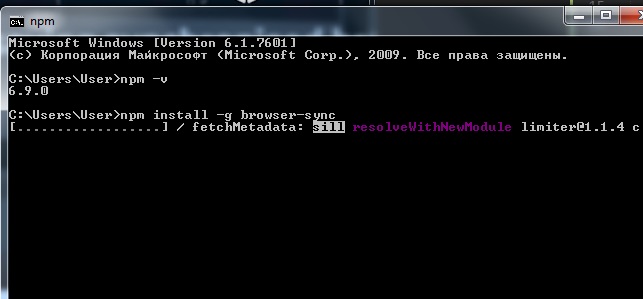 npm
Microsoft Windows [Version 6.1.7601]
(c) Корпорация Майкрософт (Microsoft Corp.), 2009. Все права защищены.
C:\Users\User>npm -v
6.9.0
C:\Users\User>npm install -g browser-sync
[..................] / fetchMetadata: sill resolveWithNewModule limiter@1.1.4 c